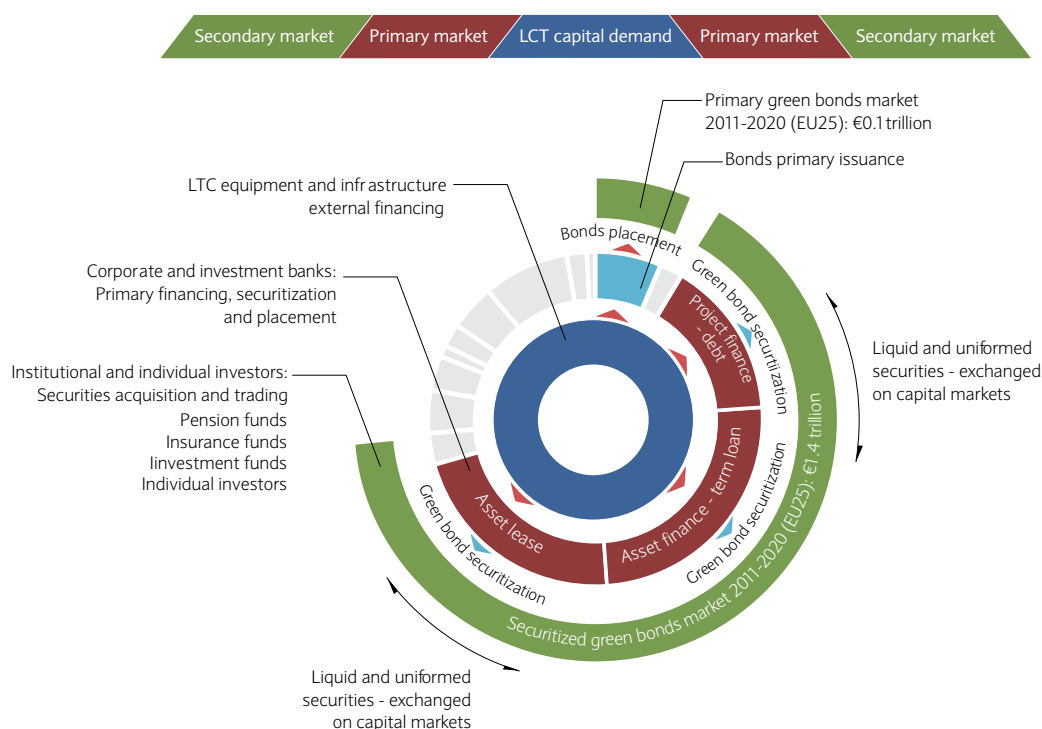 Secondary market
Primary market
LCT capital demand
Primary market
Secondary market
Primary green bonds market
2011-2020 (EU25): €0.1 trillion
Bonds primary issuance
LTC equipment and infrastructure
external financing
Bonds placement
Corporate and investment banks:
Primary financing, securitization
and placement
Green bond securtiization
Project finance
- debt
Liquid and uniformed
securities - exchanged
on capital markets
Institutional and individual investors:
Securities acquisition and trading
Pension funds
Insurance funds
Iinvestment funds
Individual investors
Asset lease
Asset finance - term loan
Green bond securitization
Green bond securitization
Securitized green bonds market 2011-2020 (EU25): €1.4 trillion
Liquid and uniformed
securities - exchanged
on capital markets